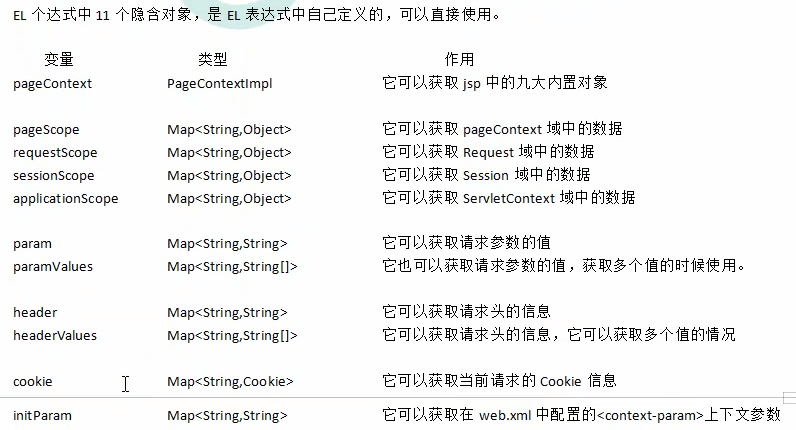 EL 个达式中 11 个隐含对象，是 EL 表达式中自己定义的，可以直接使用。
变量 类型 作用
pageContext PageContextImpl 它可以获取 jsp 中的九大内置对象
pageScope Map<String,Object> 它可以获取 pageContext 域中的数据
requestScope Map<String,Object> 它可以获取 Request 域中的数据
sessionScope Map<String,Object> 它可以获取 Session 域中的数据
applicationScope Map<String,Object> 它可以获取 ServletContext 域中的数据
param Map<String,String> 它可以获取请求参数的值
paramValues Map<String,String[]> 它也可以获取请求参数的值，获取多个值的时候使用。
header Map<String,String> 它可以获取请求头的信息
headerValues Map<String,String[]> 它可以获取请求头的信息，它可以获取多个值的情况
cookie Map<String,Cookie> 它可以获取当前请求的 Cookie 信息
initParam Map<String,String> 它可以获取在 web.xml 中配置的<context-param>上下文参数